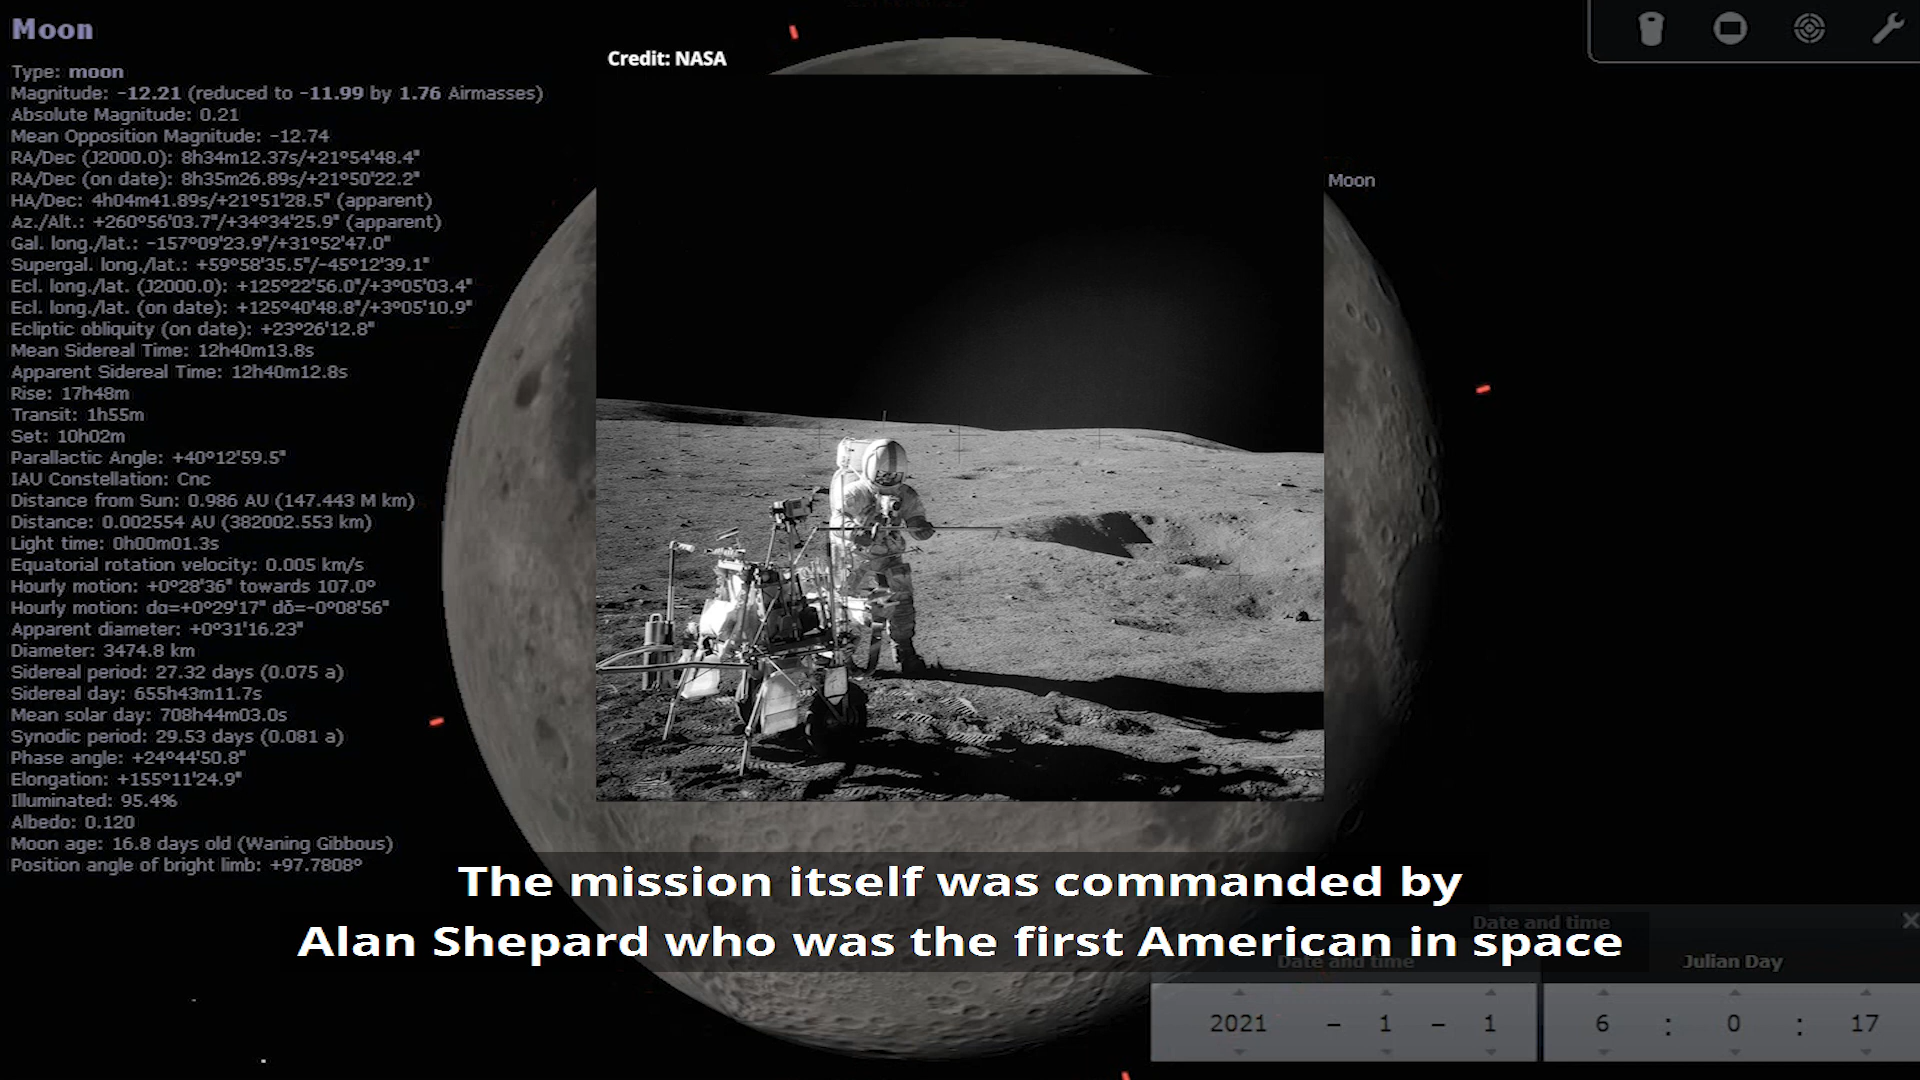 Moon
Type: moon
Magnitude: -12.21 (reduced to -11.99 by 1.76 Airmasses)
Absolute Magnitude: 0.21
Mean Opposition Magnitude: -12.74
RA/Dec (J2000.0): 8h34m12.37s/+21°54'48.4"
RA/Dec (on date): 8h35m26.89s/+21°50'22.2"
HA/Dec: 4h04m41.89s/+21°51'28.5" (apparent)
Az./Alt.: +260°56'03.7"/+34°34'25.9" (apparent)
Gal. long./lat.: -157°09'23.9"/+31°52'47.0"
Supergal. long./lat.: +59°58'35.5"/-45°12'39.1"
Ecl. long./lat. (J2000.0): +125°22'56.0"/+3°05'03.4"
Ecl. long./lat. (on date): +125°40'48.8"/+3°05'10.9"
Ecliptic obliquity (on date): +23°26'12.8"
Mean Sidereal Time: 12h40m13.8s
Apparent Sidereal Time: 12h40m12.8s
Rise: 17h48m
Transit: 1h55m
Set: 10h02m
Parallactic Angle: +40°12'59.5"
IAU Constellation: Cnc
Distance from Sun: 0.986 AU (147.443 M km)
Distance: 0.002554 AU (382002.553 km)
Light time: 0h00m01.3s
Equatorial rotation velocity: 0.005 km/s
Hourly motion: +0°28'36" towards 107.0°
Hourly motion: dα=+0°29'17" dδ=-0°08'56"
Apparent diameter: +0°31'16.23"
Diameter: 3474.8 km
Sidereal period: 27.32 days (0.075 a)
Sidereal day: 655h43m11.7s
Mean solar day: 708h44m03.0s
Synodic period: 29.53 days (0.081 a)
Phase angle: +24°44'50.8"
Elongation: +155°11'24.9"
Illuminated: 95.4%
Albedo: 0.120
Moon age: 16.8 days old (Waning Gibbous)
Position angle of bright limb: +97.7808°
Credit: NASA
Moon
The mission itself was commanded by
Alan Shepard who was the first American in space
Date and time
Date and time
Julian Day
2021 - 1 - 1
6 : 0 : 17